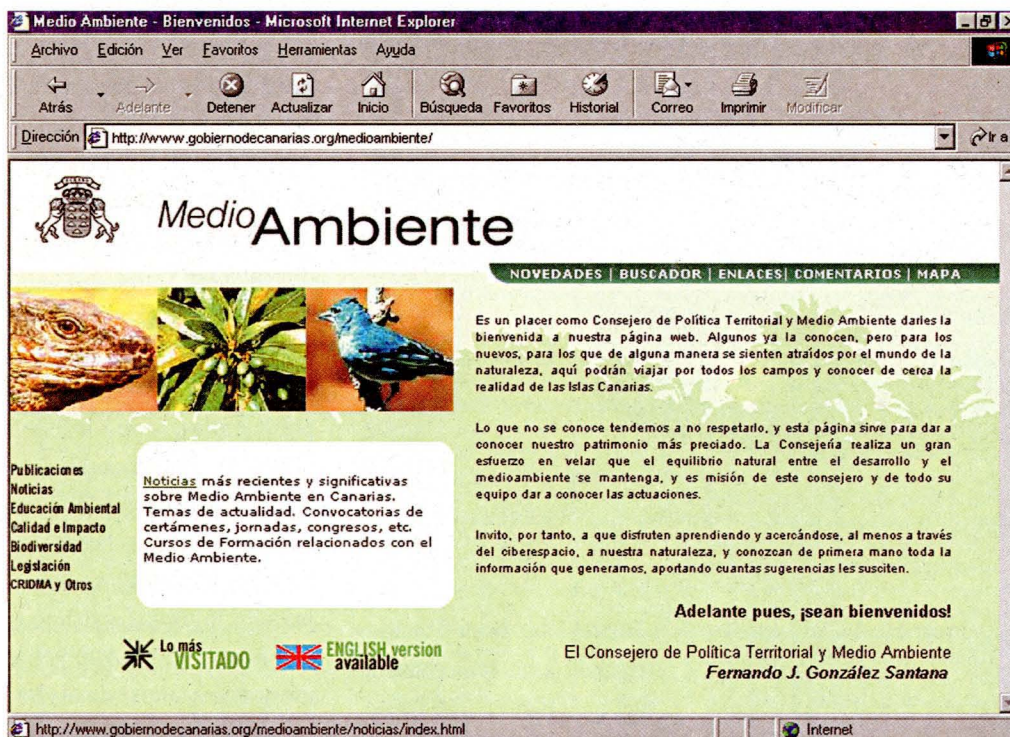 Medio Ambiente - Bienvenidos - Microsoft Internet Explorer
Archivo Edición Ver Favoritos Herramientas Ayuda
Atrás Adelante Detener Actualizar Inicio Búsqueda Favoritos Historial Correo Imprimir Modificar
Dirección http://www.gobiernodecanarias.org/medioambiente/ Ir a
Medio Ambiente
NOVEDADES | BUSCADOR | ENLACES| COMENTARIOS | MAPA
Es un placer como Consejero de Política Territorial y Medio Ambiente darles la
bienvenida a nuestra página web. Algunos ya la conocen, pero para los
nuevos, para los que de alguna manera se sienten atraídos por el mundo de la
naturaleza, aquí podrán viajar por todos los campos y conocer de cerca la
realidad de las Islas Canarias.
Lo que no se conoce tendemos a no respetarlo, y esta página sirve para dar a
conocer nuestro patrimonio más preciado. La Consejería realiza un gran
esfuerzo en velar que el equilibrio natural entre el desarrollo y el
medioambiente se mantenga, y es misión de este consejero y de todo su
equipo dar a conocer las actuaciones.
Invito, por tanto, a que disfruten aprendiendo y acercándose, al menos a través
del ciberespacio, a nuestra naturaleza, y conozcan de primera mano toda la
información que generamos, aportando cuantas sugerencias les susciten.
Adelante pues, ¡sean bienvenidos!
El Consejero de Política Territorial y Medio Ambiente
Fernando J. González Santana
Publicaciones
Noticias
Educación Ambiental
Calidad e Impacto
Biodiversidad
Legislación
CRIDMA y Otros
Noticias más recientes y significativas
sobre Medio Ambiente en Canarias.
Temas de actualidad. Convocatorias de
certámenes, jornadas, congresos, etc.
Cursos de Formación relacionados con el
Medio Ambiente.
Lo más
VISITADO
ENGLISH version
available
http://www.gobiernodecanarias.org/medioambiente/noticias/index.html Internet